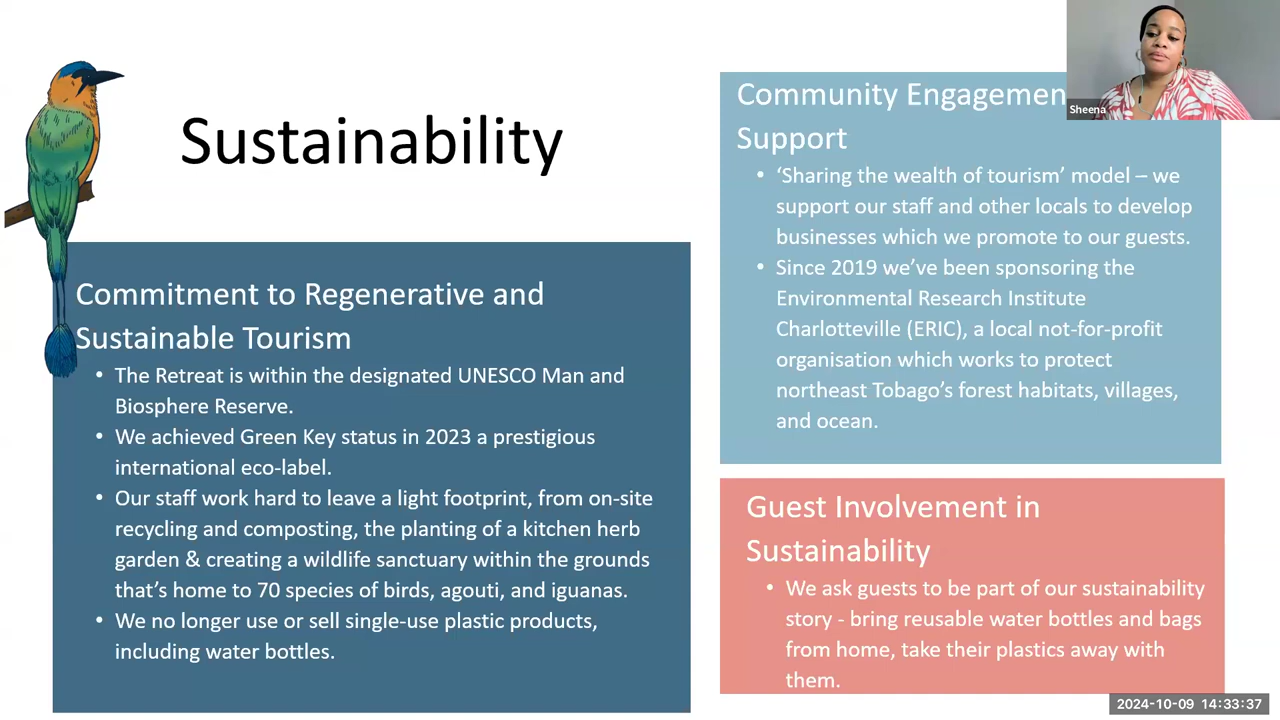 Sustainability
Commitment to Regenerative and
Sustainable Tourism
• The Retreat is within the designated UNESCO Man and
Biosphere Reserve.
• We achieved Green Key status in 2023 a prestigious
international eco-label.
• Our staff work hard to leave a light footprint, from on-site
recycling and composting, the planting of a kitchen herb
garden & creating a wildlife sanctuary within the grounds
that’s home to 70 species of birds, agouti, and iguanas.
• We no longer use or sell single-use plastic products,
including water bottles.
Community Engagemen
Support
• ‘Sharing the wealth of tourism’ model – we
support our staff and other locals to develop
businesses which we promote to our guests.
• Since 2019 we’ve been sponsoring the
Environmental Research Institute
Charlotteville (ERIC), a local not-for-profit
organisation which works to protect
northeast Tobago’s forest habitats, villages,
and ocean.
Guest Involvement in
Sustainability
• We ask guests to be part of our sustainability
story - bring reusable water bottles and bags
from home, take their plastics away with
them.
Sheena
2024-10-09 14:33:37